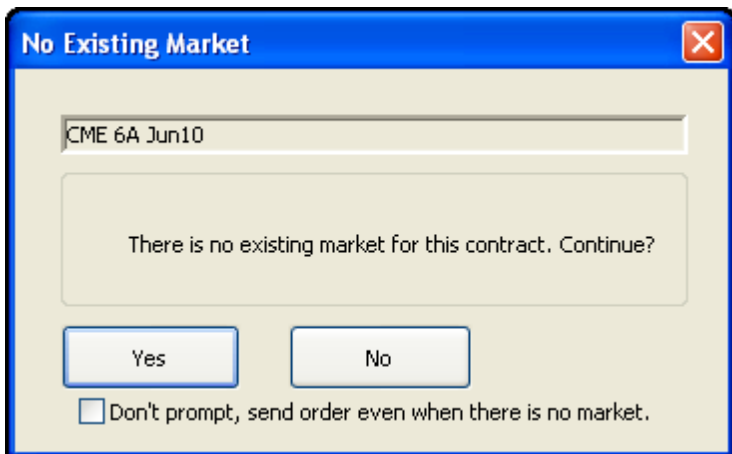 No Existing Market
CME 6A Jun10
There is no existing market for this contract. Continue?
Yes No
Don't prompt, send order even when there is no market.